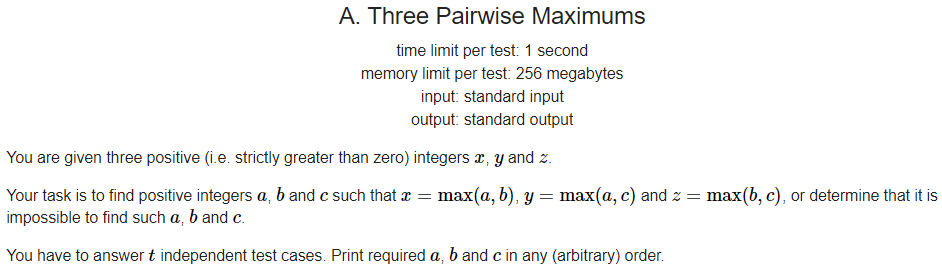 A. Three Pairwise Maximums
time limit per test: 1 second
memory limit per test: 256 megabytes
input: standard input
output: standard output
You are given three positive (i.e. strictly greater than zero) integers x, y and z.
Your task is to find positive integers a, b and c such that x = max(a, b), y = max(a, c) and z = max(b, c), or determine that it is
impossible to find such a, b and c.
You have to answer t independent test cases. Print required a, b and c in any (arbitrary) order.